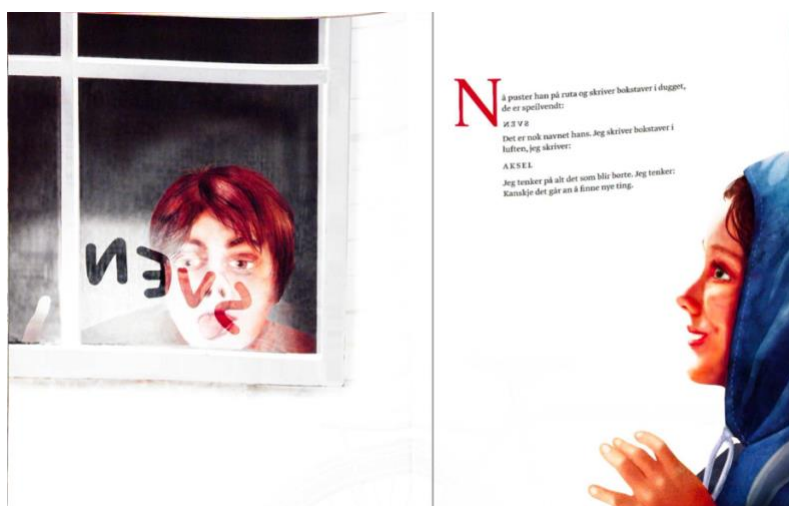 NEVS
Nå puster han på ruta og skriver bokstaver i dugget,
de er speilvendt:
NEVS
Det er nok navnet hans. Jeg skriver bokstaver i
luften, jeg skriver:
AKSEL
Jeg tenker på alt det som blir borte. Jeg tenker:
Kanskje det går an å finne nye ting.